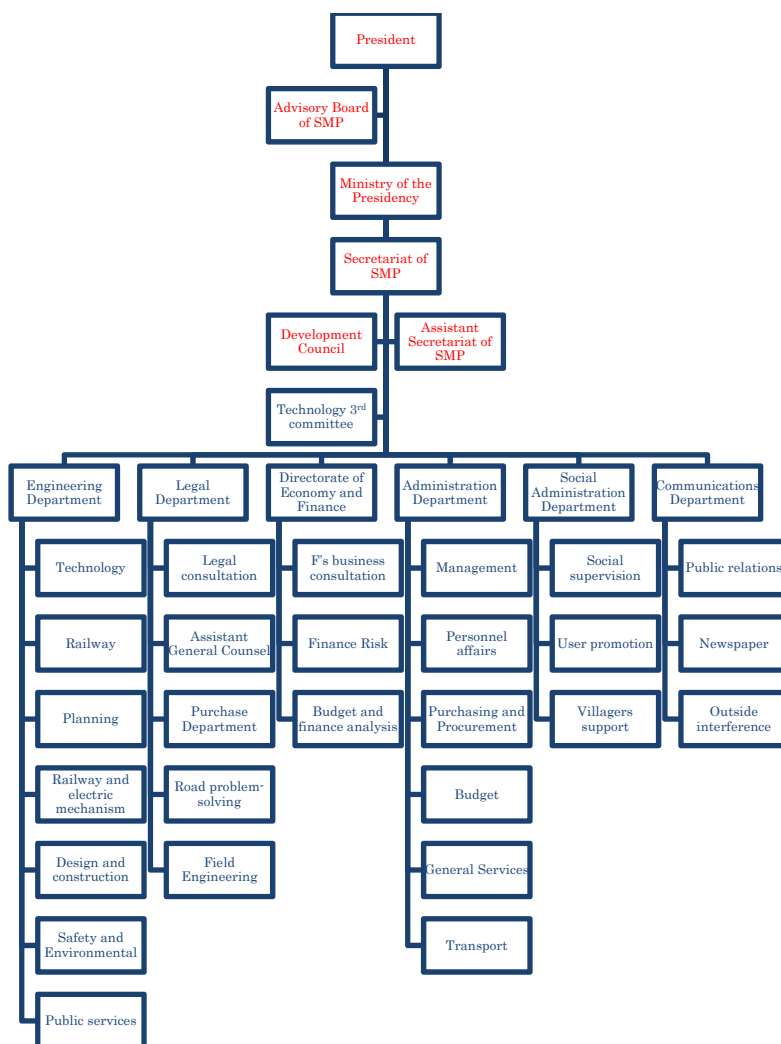 President
Advisory Board
of SMP
Ministry of the
Presidency
Secretariat of
SMP
Development
Council
Assistant
Secretariat of
SMP
Technology 3rd
committee
Engineering
Department
Technology
Railway
Planning
Railway and
electric
mechanism
Design and
construction
Safety and
Environmental
Public services
Legal
Department
Legal
consultation
Assistant
General Counsel
Purchase
Department
Road problem-
solving
Field
Engineering
Directorate of
Economy and
Finance
F's business
consultation
Finance Risk
Budget and
finance analysis
Administration
Department
Management
Personnel
affairs
Purchasing and
Procurement
Budget
General Services
Transport
Social
Administration
Department
Social
supervision
User promotion
Villagers
support
Communications
Department
Public relations
Newspaper
Outside
interference